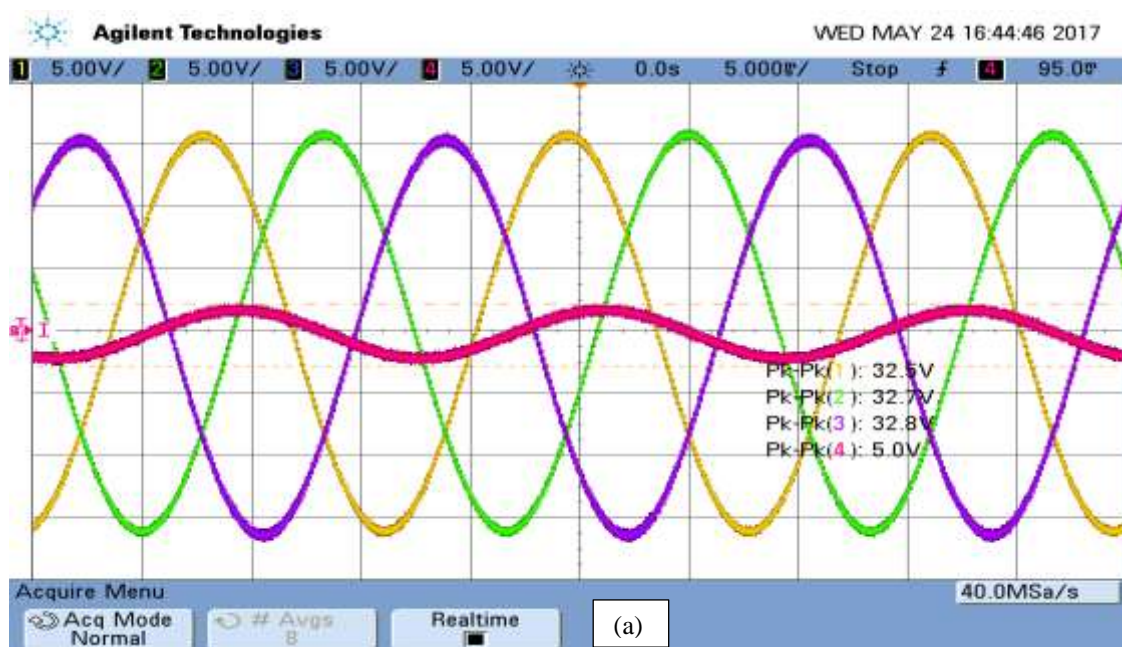 Agilent Technologies WED MAY 24 16:44:46 2017
1 5.00V/ 2 5.00V/ 3 5.00V/ 4 5.00V/ 0.0s 5.000m/ Stop 4 95.0m
Pk-Pk(1): 32.5V
Pk-Pk(2): 32.7V
Pk-Pk(3): 32.8V
Pk-Pk(4): 5.0V
Acquire Menu 40.0MSa/s
Acq Mode # Avgs Realtime
Normal 8
(a)